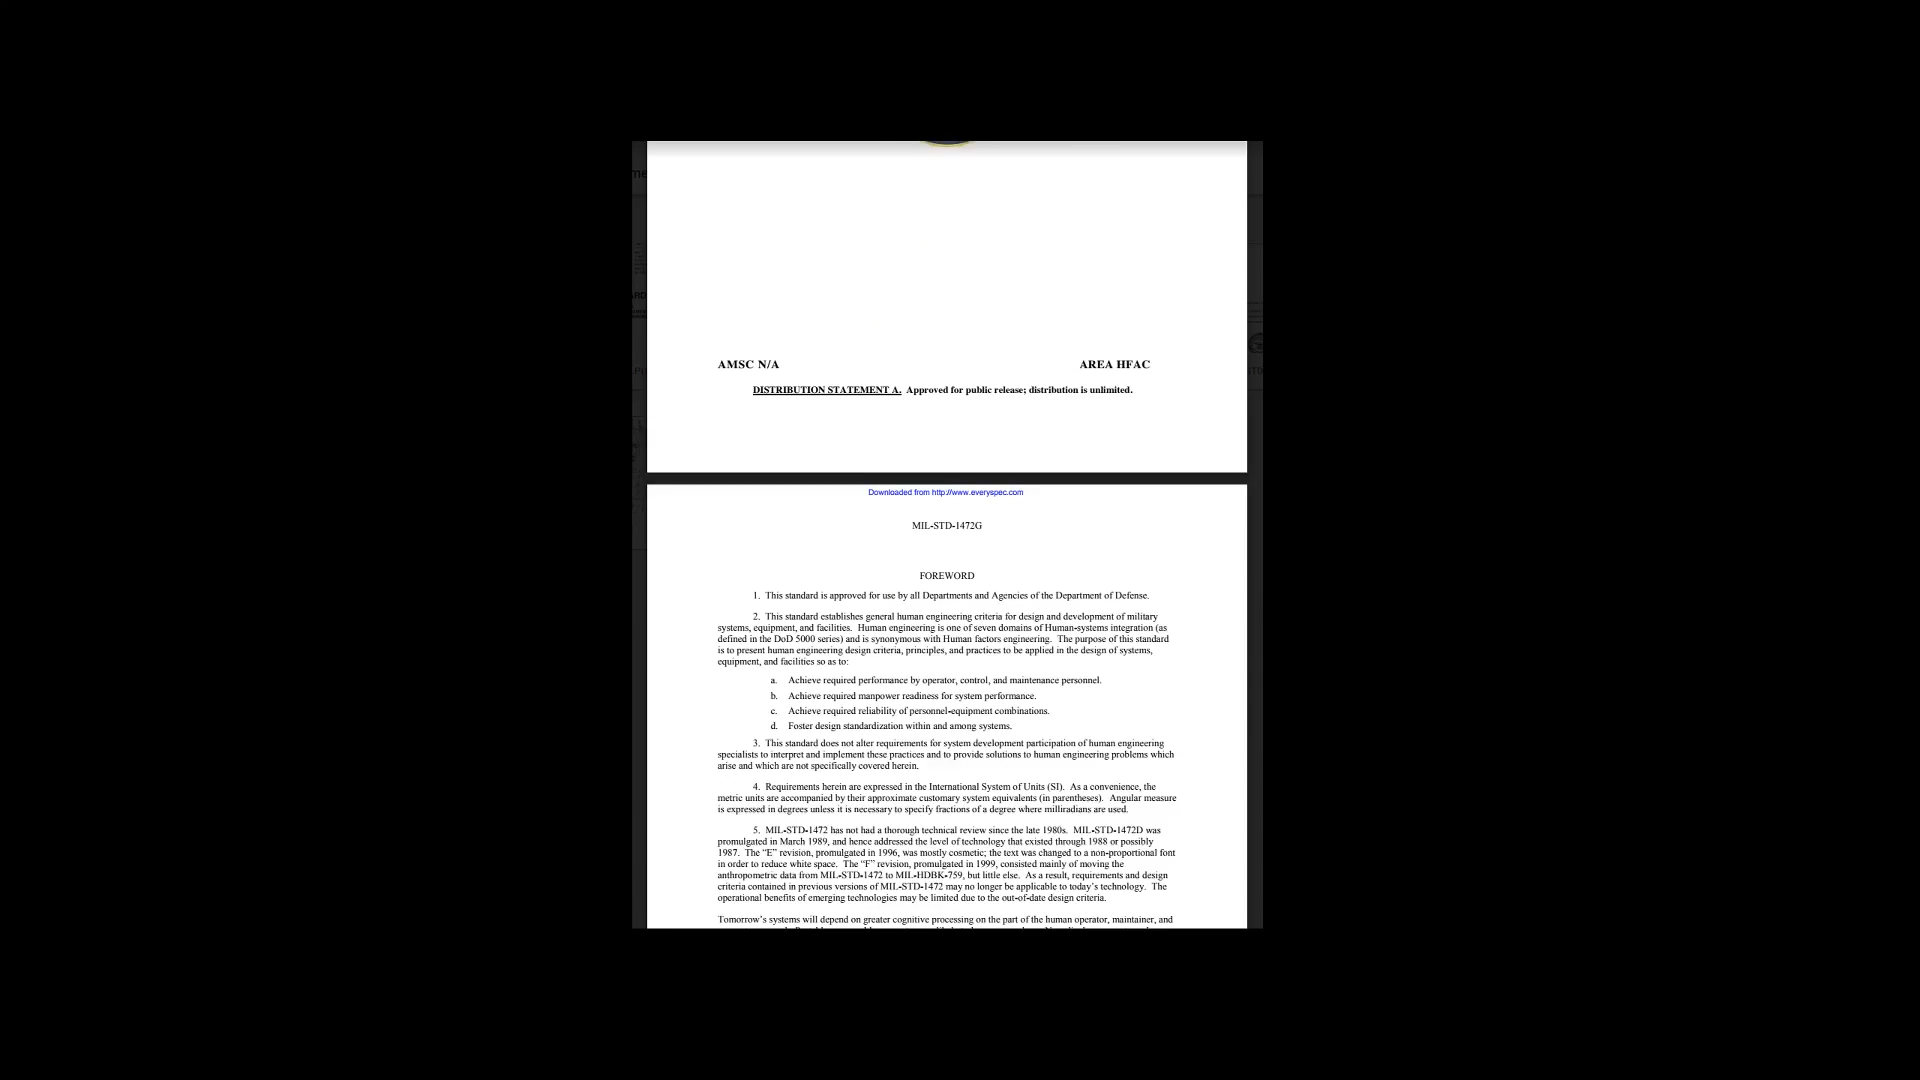 AMSC N/A AREA HFAC
DISTRIBUTION STATEMENT A. Approved for public release; distribution is unlimited.
Downloaded from http://www.everyspec.com
MIL-STD-1472G
FOREWORD
1. This standard is approved for use by all Departments and Agencies of the Department of Defense.
2. This standard establishes general human engineering criteria for design and development of military
systems, equipment, and facilities. Human engineering is one of seven domains of Human-systems integration (as
defined in the DoD 5000 series) and is synonymous with Human factors engineering. The purpose of this standard
is to present human engineering design criteria, principles, and practices to be applied in the design of systems,
equipment, and facilities so as to:
a. Achieve required performance by operator, control, and maintenance personnel.
b. Achieve required manpower readiness for system performance.
c. Achieve required reliability of personnel-equipment combinations.
d. Foster design standardization within and among systems.
3. This standard does not alter requirements for system development participation of human engineering
specialists to interpret and implement these practices and to provide solutions to human engineering problems which
arise and which are not specifically covered herein.
4. Requirements herein are expressed in the International System of Units (SI). As a convenience, the
metric units are accompanied by their approximate customary system equivalents (in parentheses). Angular measure
is expressed in degrees unless it is necessary to specify fractions of a degree where milliradians are used.
5. MIL-STD-1472 has not had a thorough technical review since the late 1980s. MIL-STD-1472D was
promulgated in March 1989, and hence addressed the level of technology that existed through 1988 or possibly
1987. The “E” revision, promulgated in 1996, was mostly cosmetic; the text was changed to a non-proportional font
in order to reduce white space. The “F” revision, promulgated in 1999, consisted mainly of moving the
anthropometric data from MIL-STD-1472 to MIL-HDBK-759, but little else. As a result, requirements and design
criteria contained in previous versions of MIL-STD-1472 may no longer be applicable to today’s technology. The
operational benefits of emerging technologies may be limited due to the out-of-date design criteria.
Tomorrow’s systems will depend on greater cognitive processing on the part of the human operator, maintainer, and